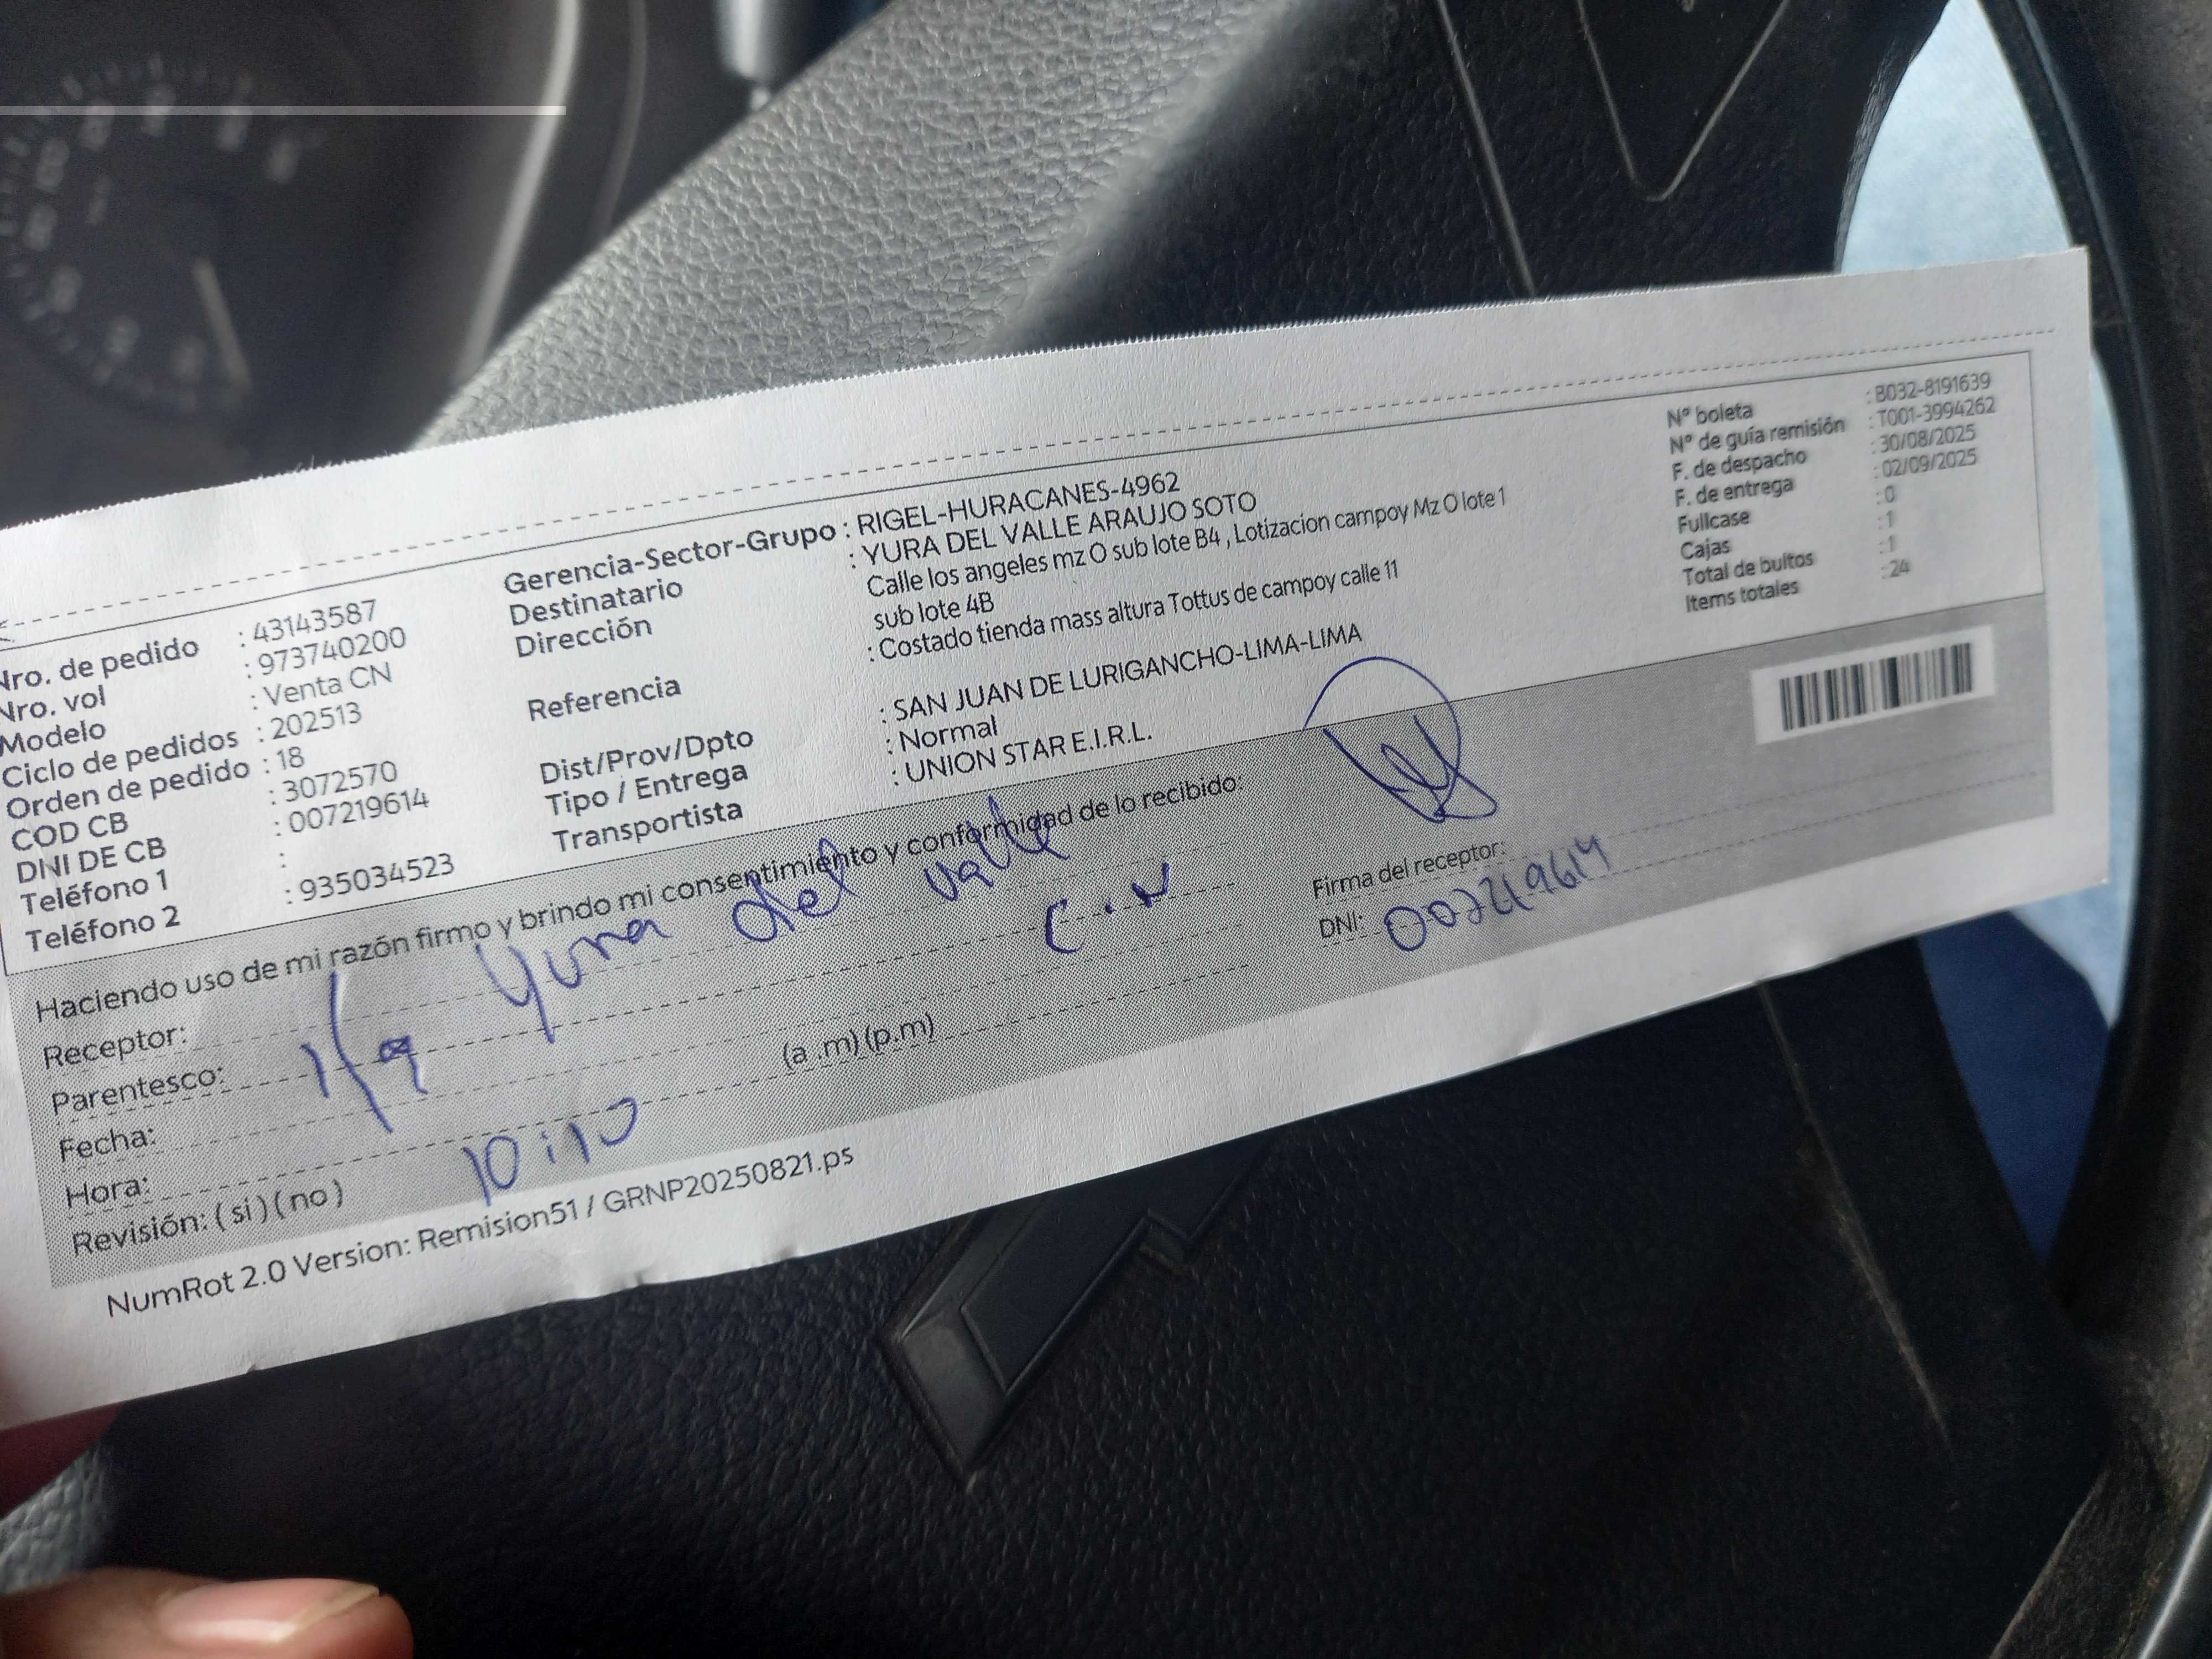 Nro. de pedido : 43143587
Nro. vol : 973740200
Modelo : Venta CN
Ciclo de pedidos : 202513
Orden de pedido : 18
COD CB : 3072570
DNI DE CB : 007219614
Teléfono 1 :
Teléfono 2 : 935034523
Gerencia-Sector-Grupo : RIGEL-HURACANES-4962
Destinatario : YURA DEL VALLE ARAUJO SOTO
Dirección Calle los angeles mz O sub lote B4 , Lotizacion campoy Mz O lote 1
sub lote 4B
Referencia : Costado tienda mass altura Tottus de campoy calle 11
Dist/Prov/Dpto : SAN JUAN DE LURIGANCHO-LIMA-LIMA
Tipo / Entrega : Normal
Transportista : UNION STAR E.I.R.L.
Nº boleta : B032-8191639
Nº de guía remisión : T001-3994262
F. de despacho : 30/08/2025
F. de entrega : 02/09/2025
Fullcase : 0
Cajas : 1
Total de bultos : 1
Items totales : 24
Haciendo uso de mi razón firmo y brindo mi consentimiento y conformidad de lo recibido:
Receptor: Yura del valle
Parentesco: C.N
Fecha: 1/9
Hora: 10:10 (a .m) (p.m)
Revisión: ( si ) ( no )
Firma del receptor:
DNI: 007219614
NumRot 2.0 Version: Remision51 / GRNP20250821.ps